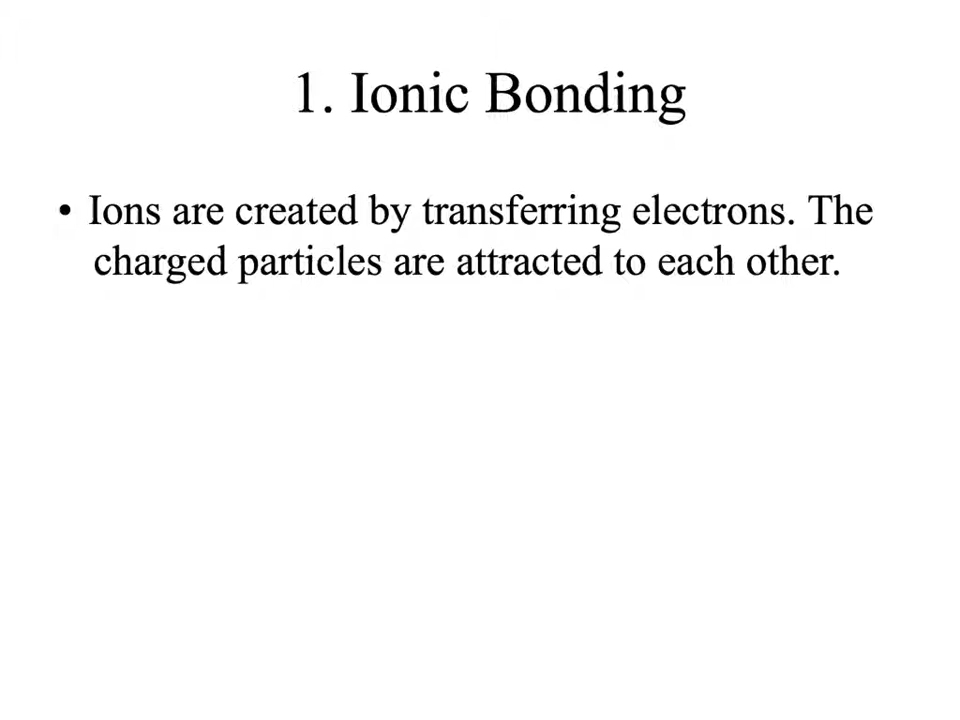 1. Ionic Bonding
• Ions are created by transferring electrons. The
charged particles are attracted to each other.